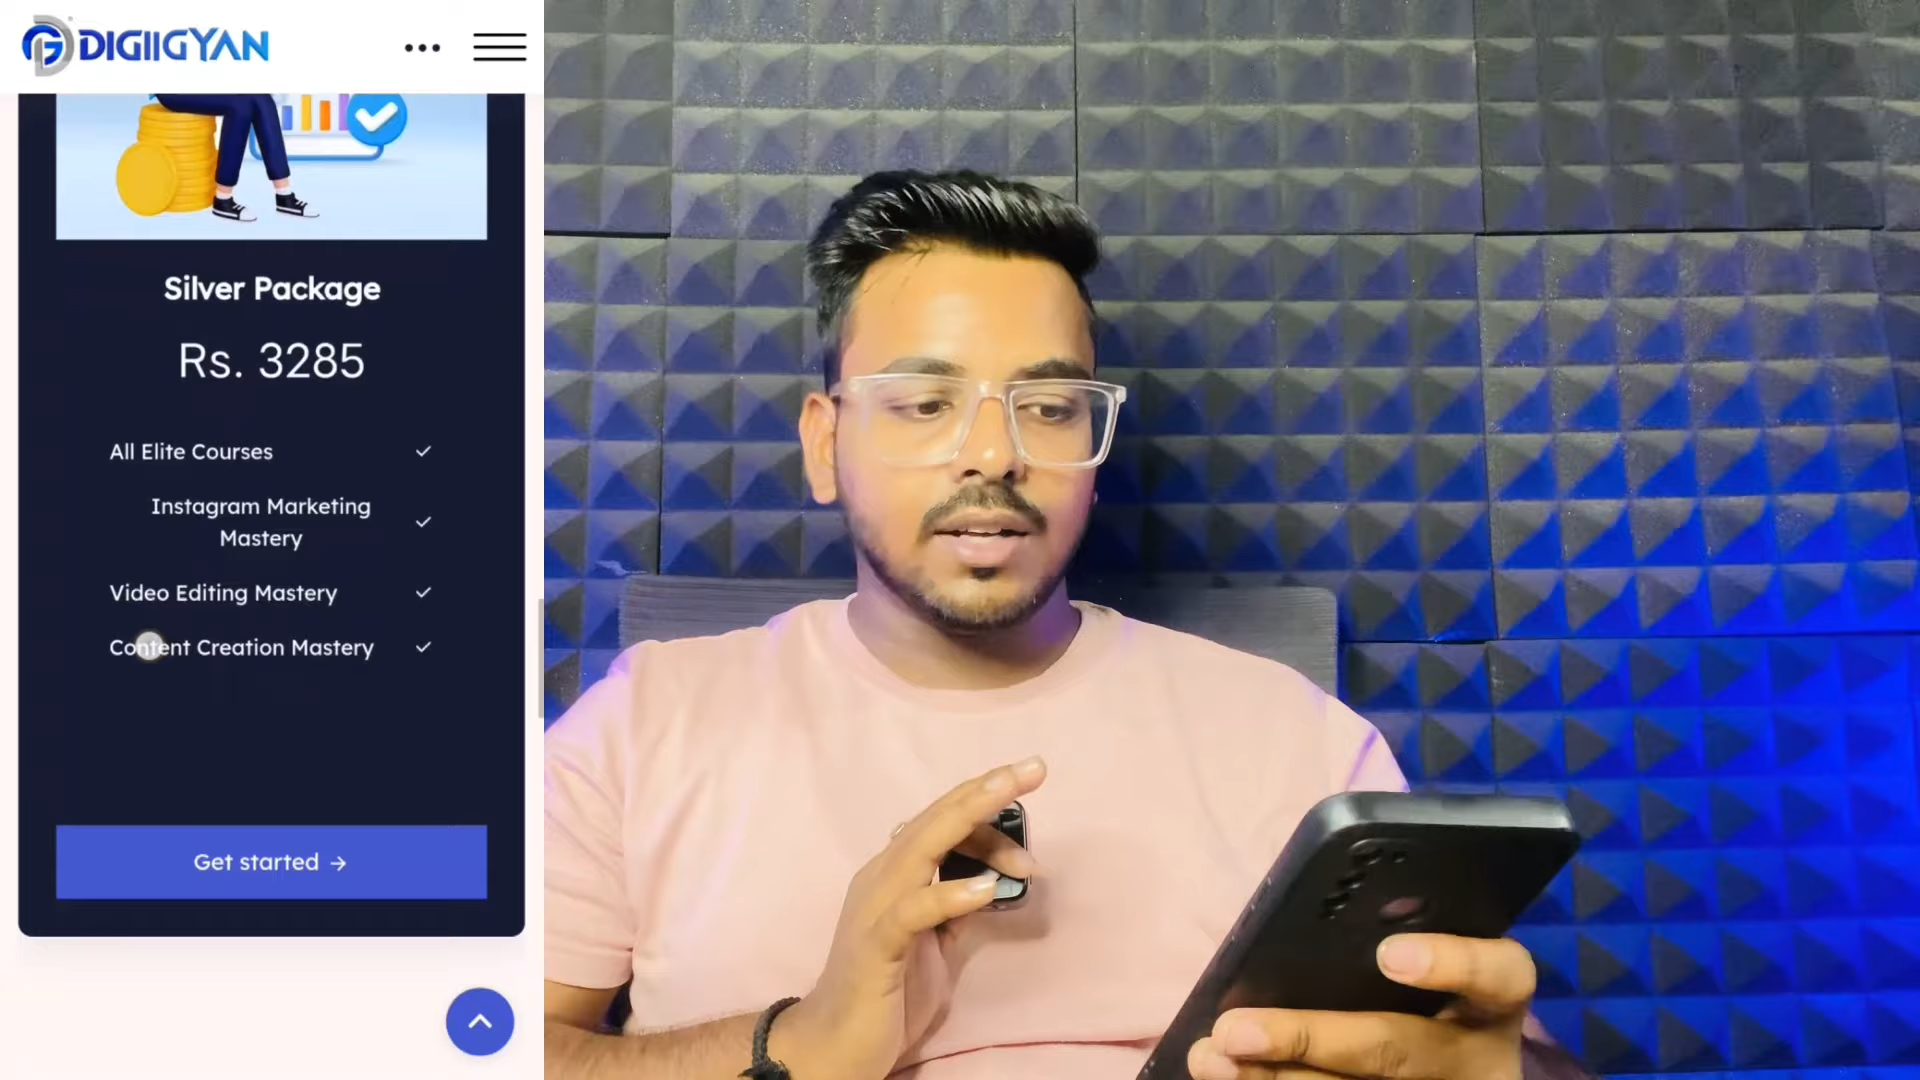 DIGIIGYAN
Silver Package
Rs. 3285
All Elite Courses
Instagram Marketing
Mastery
Video Editing Mastery
Content Creation Mastery
Get started →